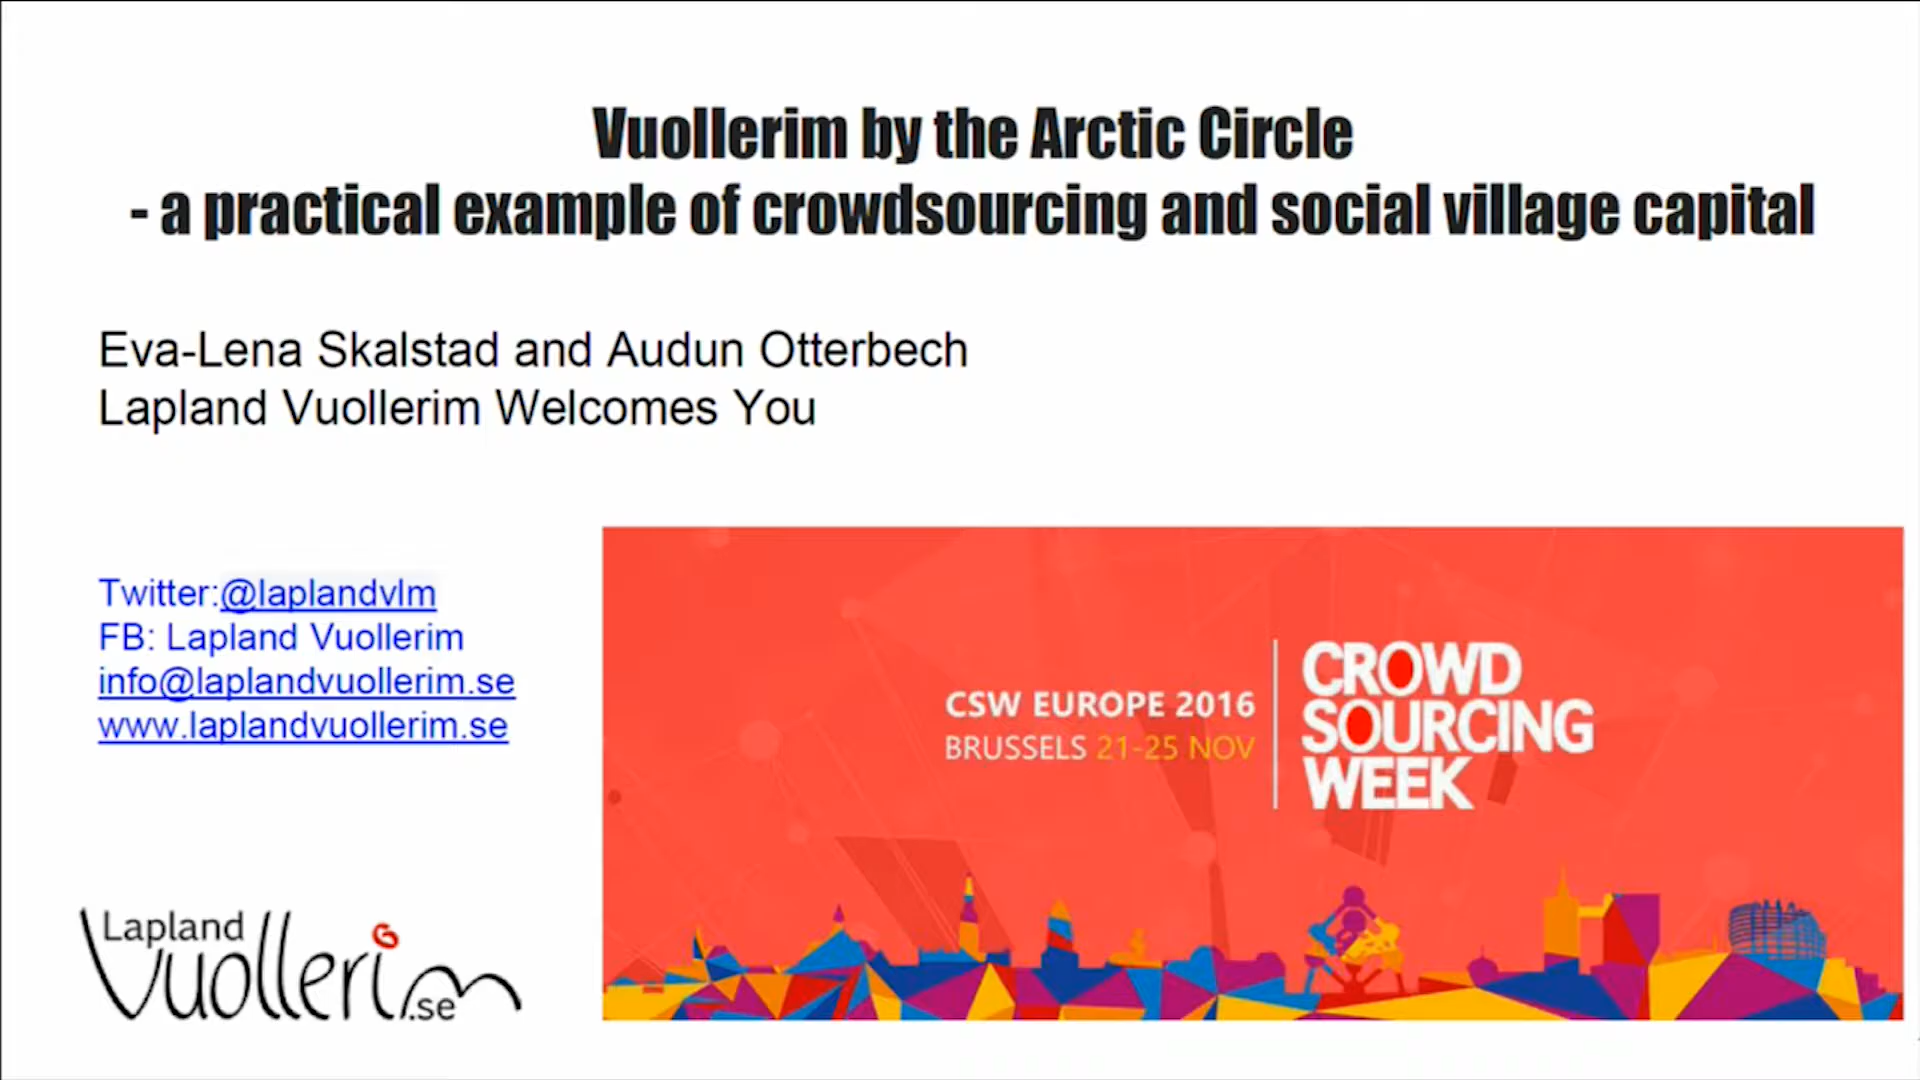 Vuollerim by the Arctic Circle
- a practical example of crowdsourcing and social village capital
Eva-Lena Skalstad and Audun Otterbech
Lapland Vuollerim Welcomes You
Twitter:@laplandvlm
FB: Lapland Vuollerim
info@laplandvuollerim.se
www.laplandvuollerim.se
CSW EUROPE 2016
BRUSSELS 21-25 NOV
CROWD
SOURCING
WEEK
Lapland
Vuollerim
.se